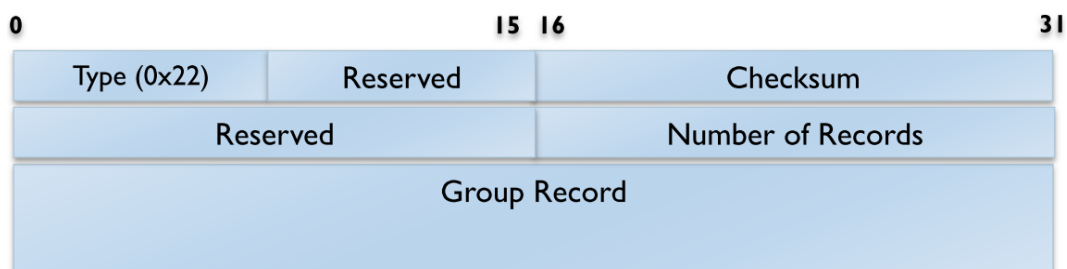 0 15 16 31
Type (0x22) Reserved Checksum
Reserved Number of Records
Group Record